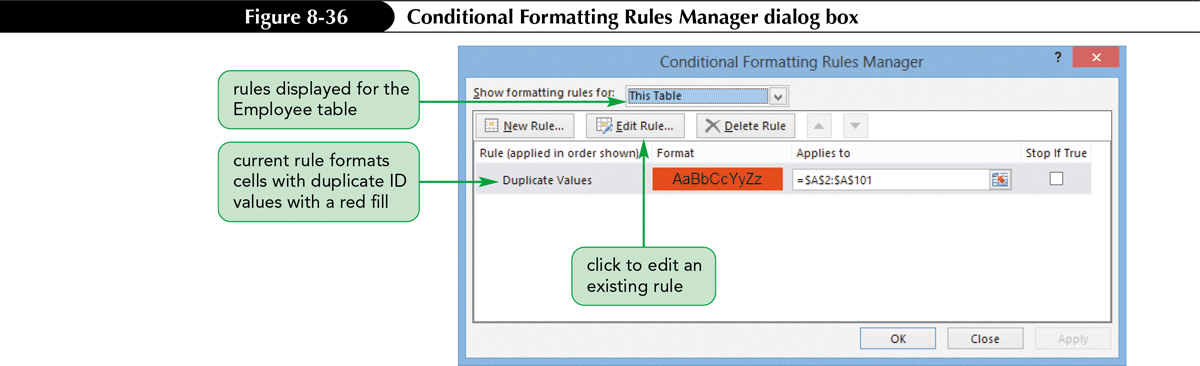 Figure 8-36 Conditional Formatting Rules Manager dialog box
Conditional Formatting Rules Manager
?
rules displayed for the
Employee table
Show formatting rules for: This Table
New Rule... Edit Rule... Delete Rule
Rule (applied in order shown) Format Applies to Stop If True
current rule formats
cells with duplicate ID
values with a red fill
Duplicate Values AaBbCcYyZz =$A$2:$A$101
click to edit an
existing rule
OK Close Apply